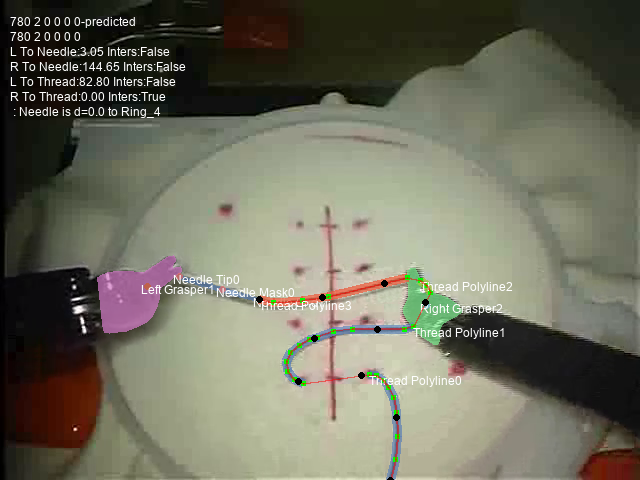 780 2 0 0 0 0-predicted
780 2 0 0 0 0
L To Needle:3.05 Inters:False
R To Needle:144.65 Inters:False
L To Thread:82.80 Inters:False
R To Thread:0.00 Inters:True
: Needle is d=0.0 to Ring_4
Needle Tip0
Thread Polyline2
Left Grasper1
Needle Mask0
Thread Polyline3
Right Grasper2
Thread Polyline1
Thread Polyline0